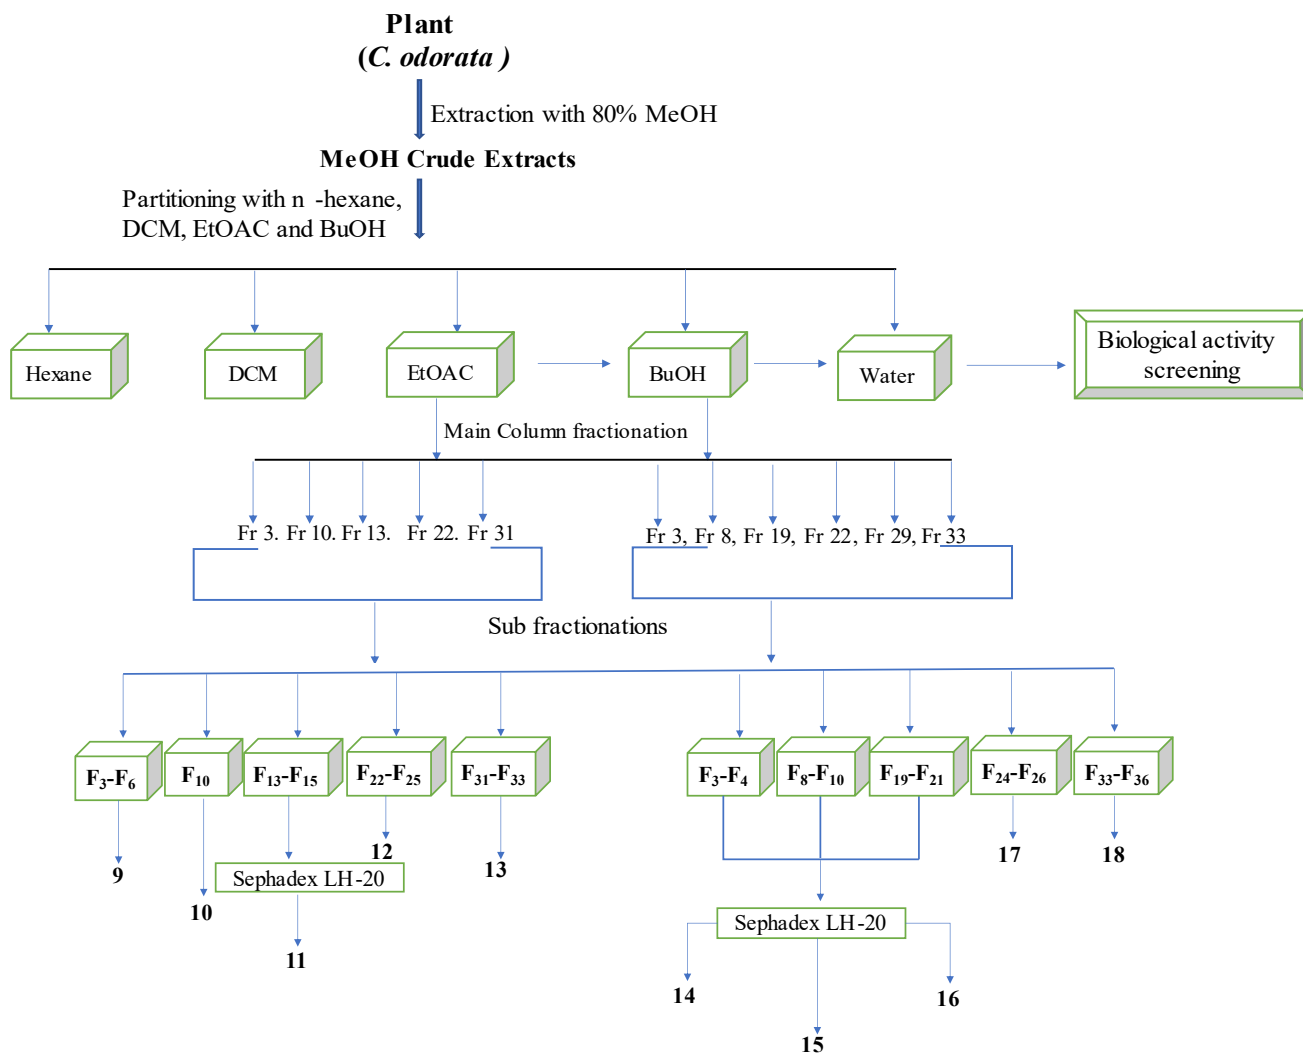 Plant
(C. odorata )
Extraction with 80% MeOH
MeOH Crude Extracts
Partitioning with n -hexane,
DCM, EtOAC and BuOH
Hexane
DCM
EtOAC
BuOH
Water
Biological activity
screening
Main Column fractionation
Fr 3. Fr 10. Fr 13. Fr 22. Fr 31
Fr 3, Fr 8, Fr 19, Fr 22, Fr 29, Fr 33
Sub fractionations
F3-F6
F10
F13-F15
F22-F25
F31-F33
F3-F4
F8-F10
F19-F21
F24-F26
F33-F36
9
10
Sephadex LH-20
11
12
13
Sephadex LH-20
14
15
16
17
18